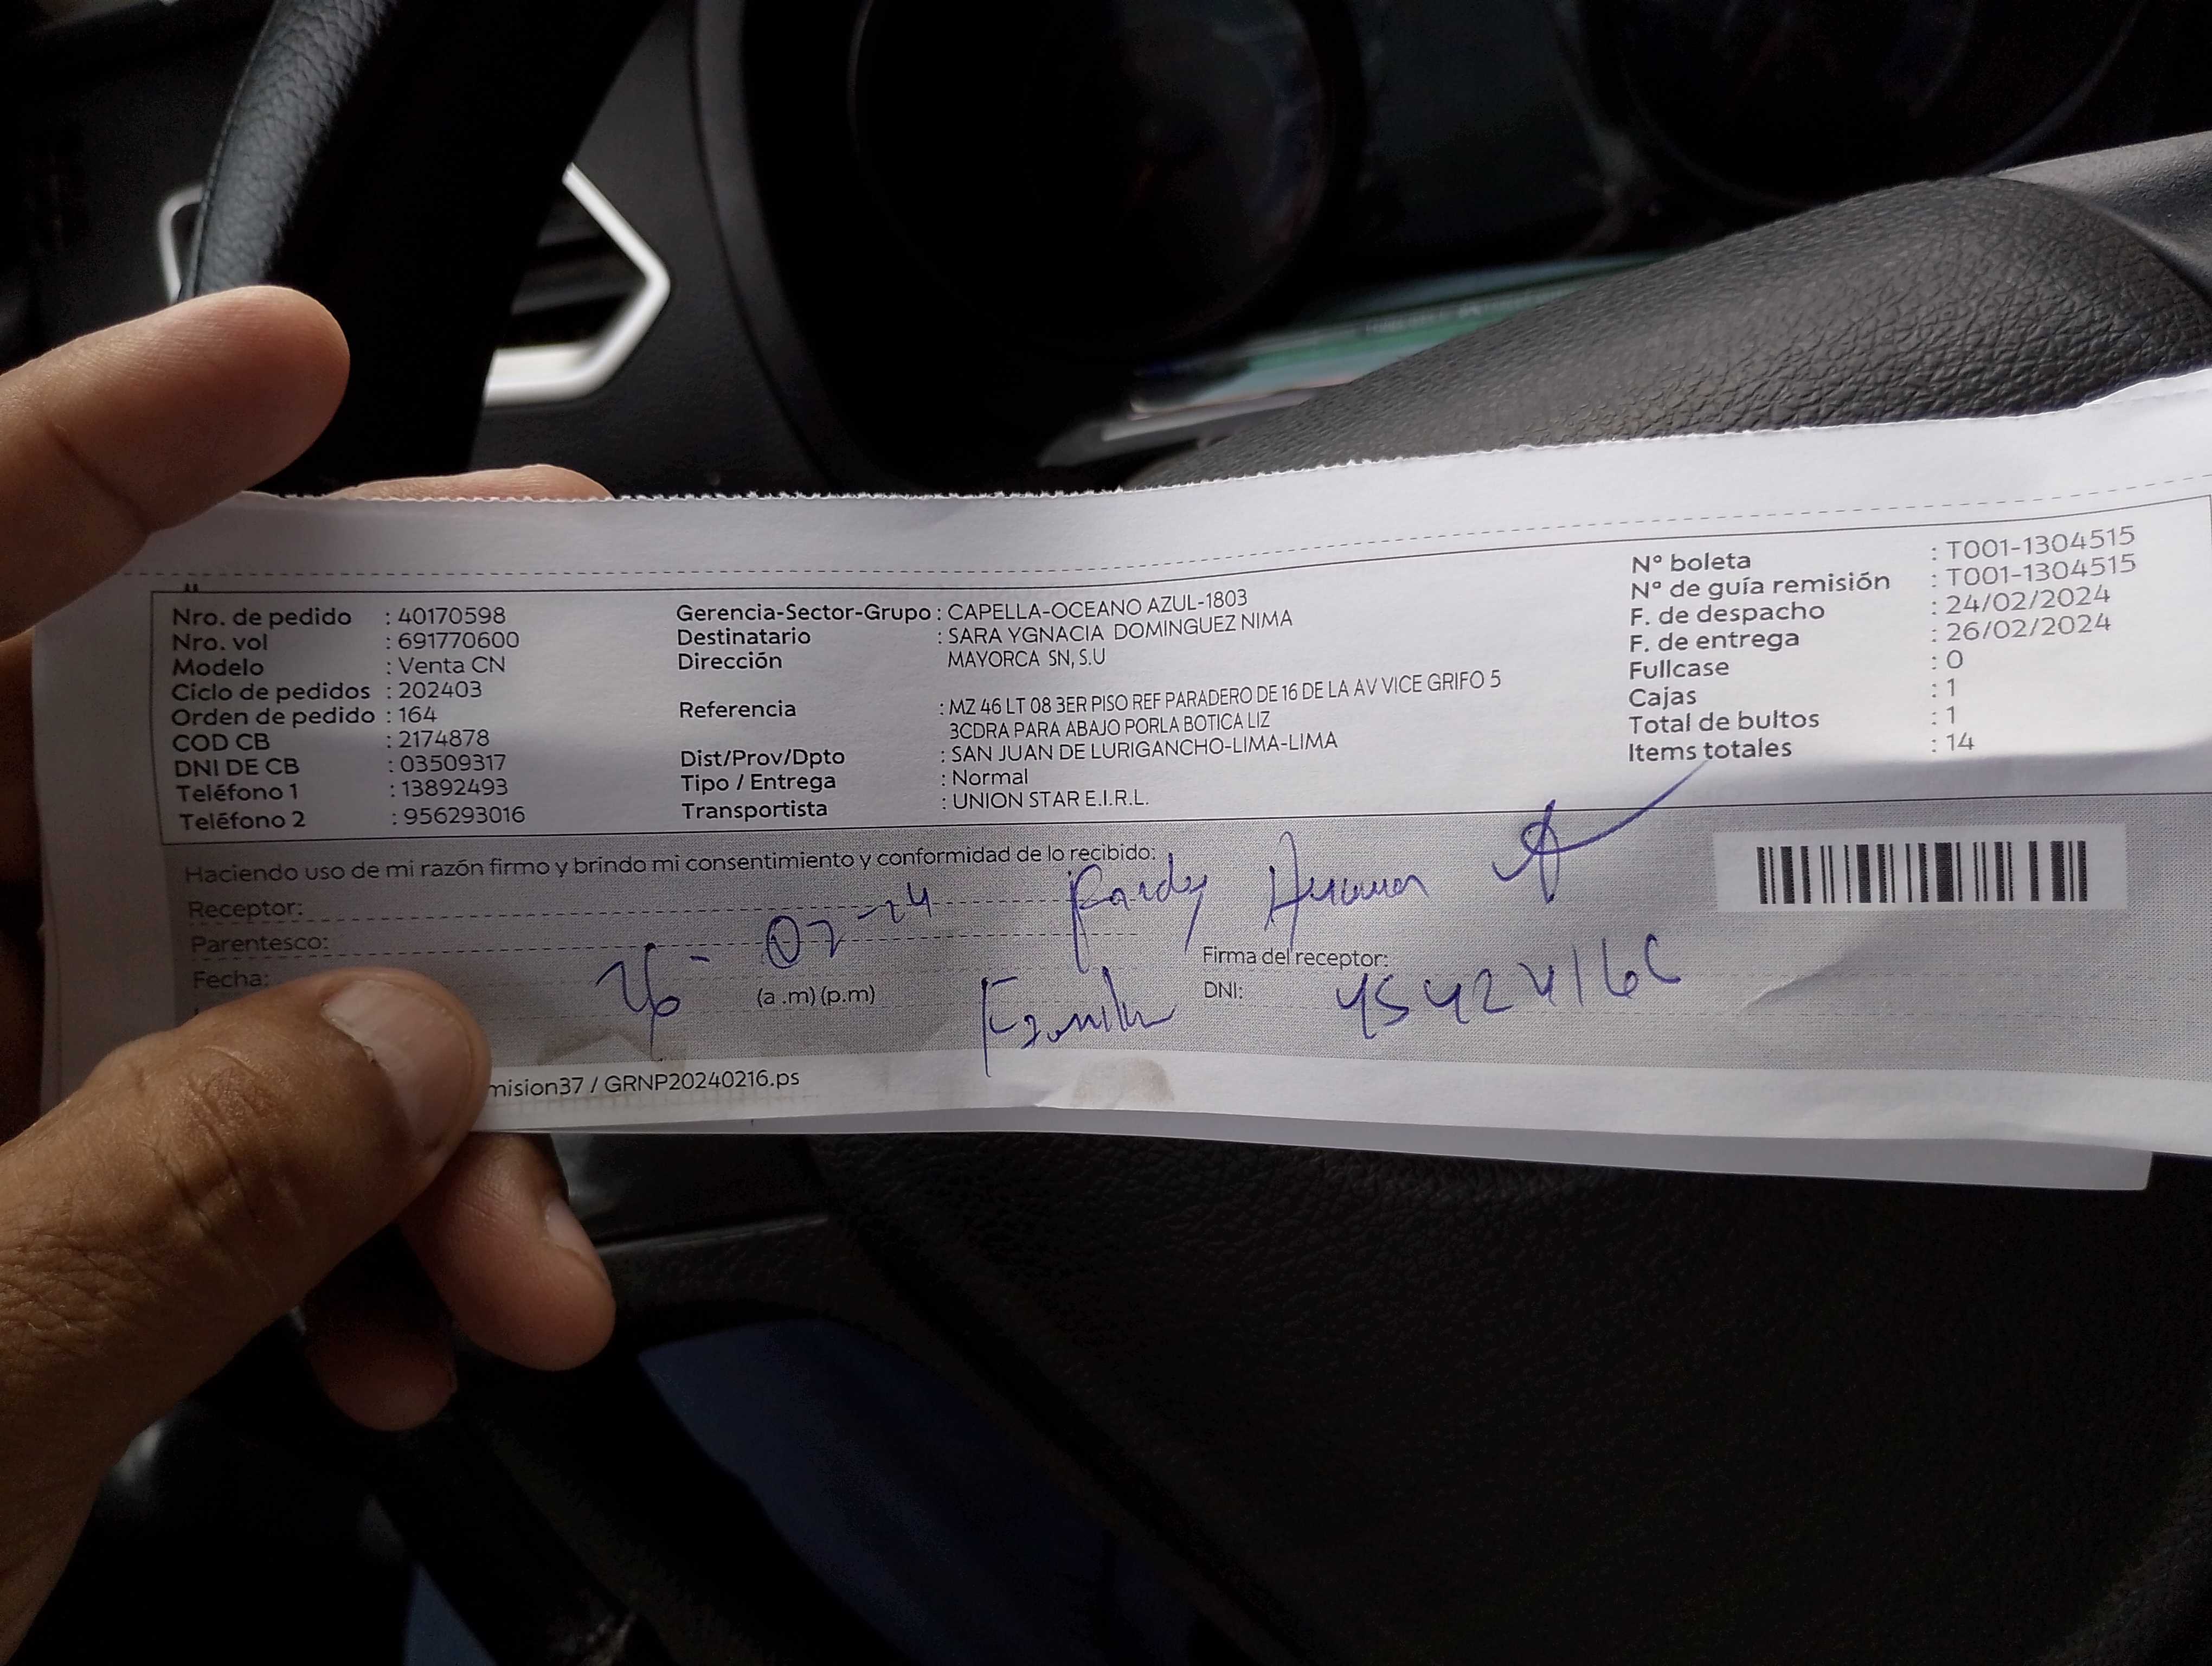 Nro. de pedido : 40170598
Nro. vol : 691770600
Modelo : Venta CN
Ciclo de pedidos : 202403
Orden de pedido : 164
COD CB : 2174878
DNI DE CB : 03509317
Teléfono 1 : 13892493
Teléfono 2 : 956293016
Gerencia-Sector-Grupo : CAPELLA-OCEANO AZUL-1803
Destinatario : SARA YGNACIA DOMINGUEZ NIMA
Dirección MAYORCA SN, S.U
Referencia : MZ 46 LT 08 3ER PISO REF PARADERO DE 16 DE LA AV VICE GRIFO 5
3CDRA PARA ABAJO PORLA BOTICA LIZ
Dist/Prov/Dpto : SAN JUAN DE LURIGANCHO-LIMA-LIMA
Tipo / Entrega : Normal
Transportista : UNION STAR E.I.R.L.
N° boleta : T001-1304515
N° de guía remisión : T001-1304515
F. de despacho : 24/02/2024
F. de entrega : 26/02/2024
Fullcase : 0
Cajas : 1
Total de bultos : 1
Items totales : 14
Haciendo uso de mi razón firmo y brindo mi consentimiento y conformidad de lo recibido:
Receptor:
Parentesco:
Fecha:
(a .m) (p.m)
Firma del receptor:
DNI:
mision37 / GRNP20240216.ps